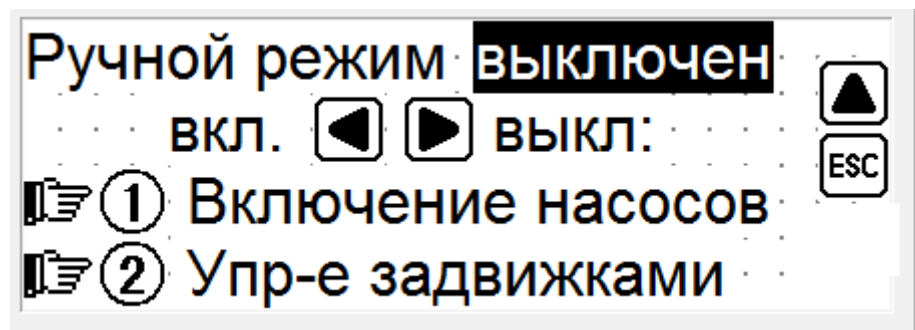 Ручной режим выключен
вкл. ◀ ▶ выкл:
ESC
1 Включение насосов
2 Упр-е задвижками